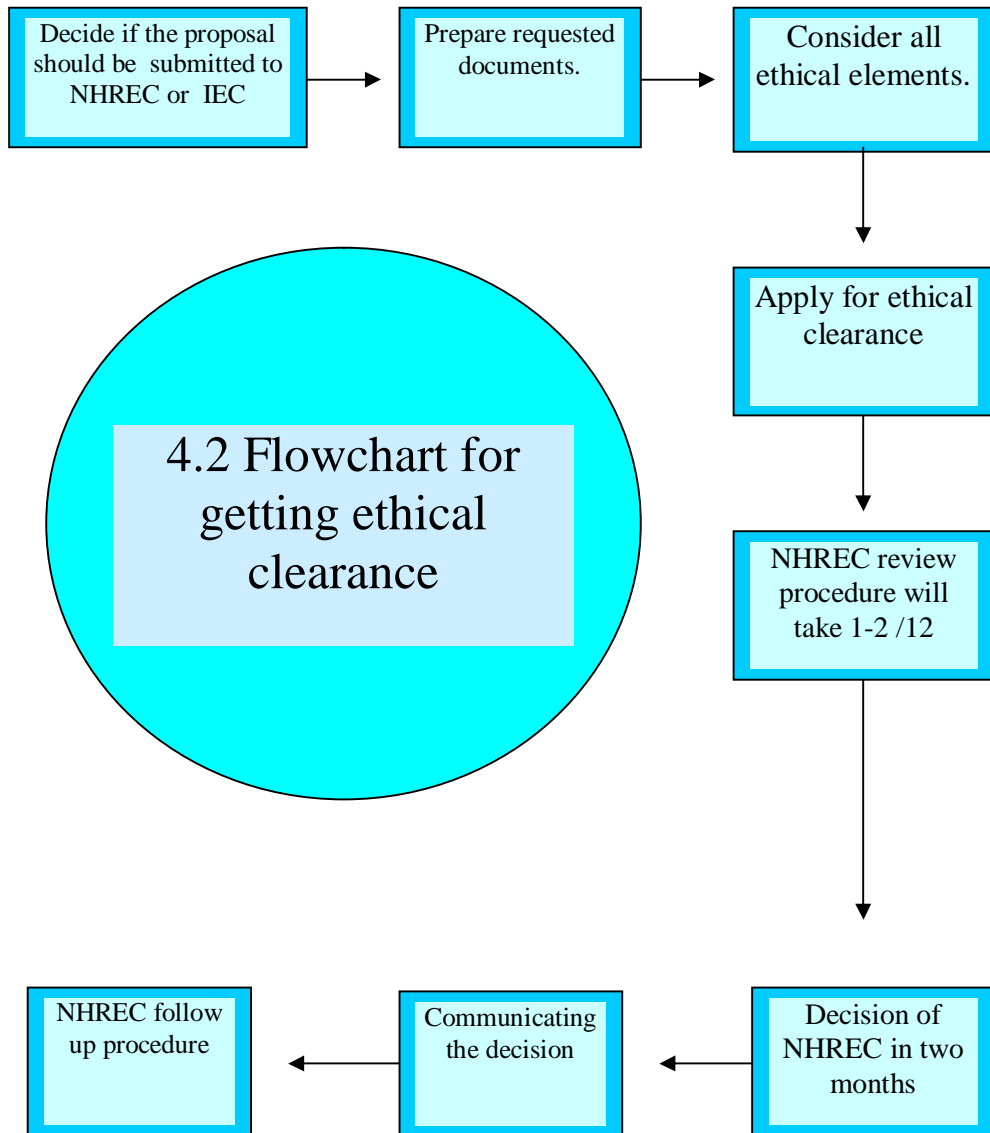 Decide if the proposal
should be submitted to
NHREC or IEC
Prepare requested
documents.
Consider all
ethical elements.
Apply for ethical
clearance
4.2 Flowchart for
getting ethical
clearance
NHREC review
procedure will
take 1-2 /12
Decision of
NHREC in two
months
Communicating
the decision
NHREC follow
up procedure